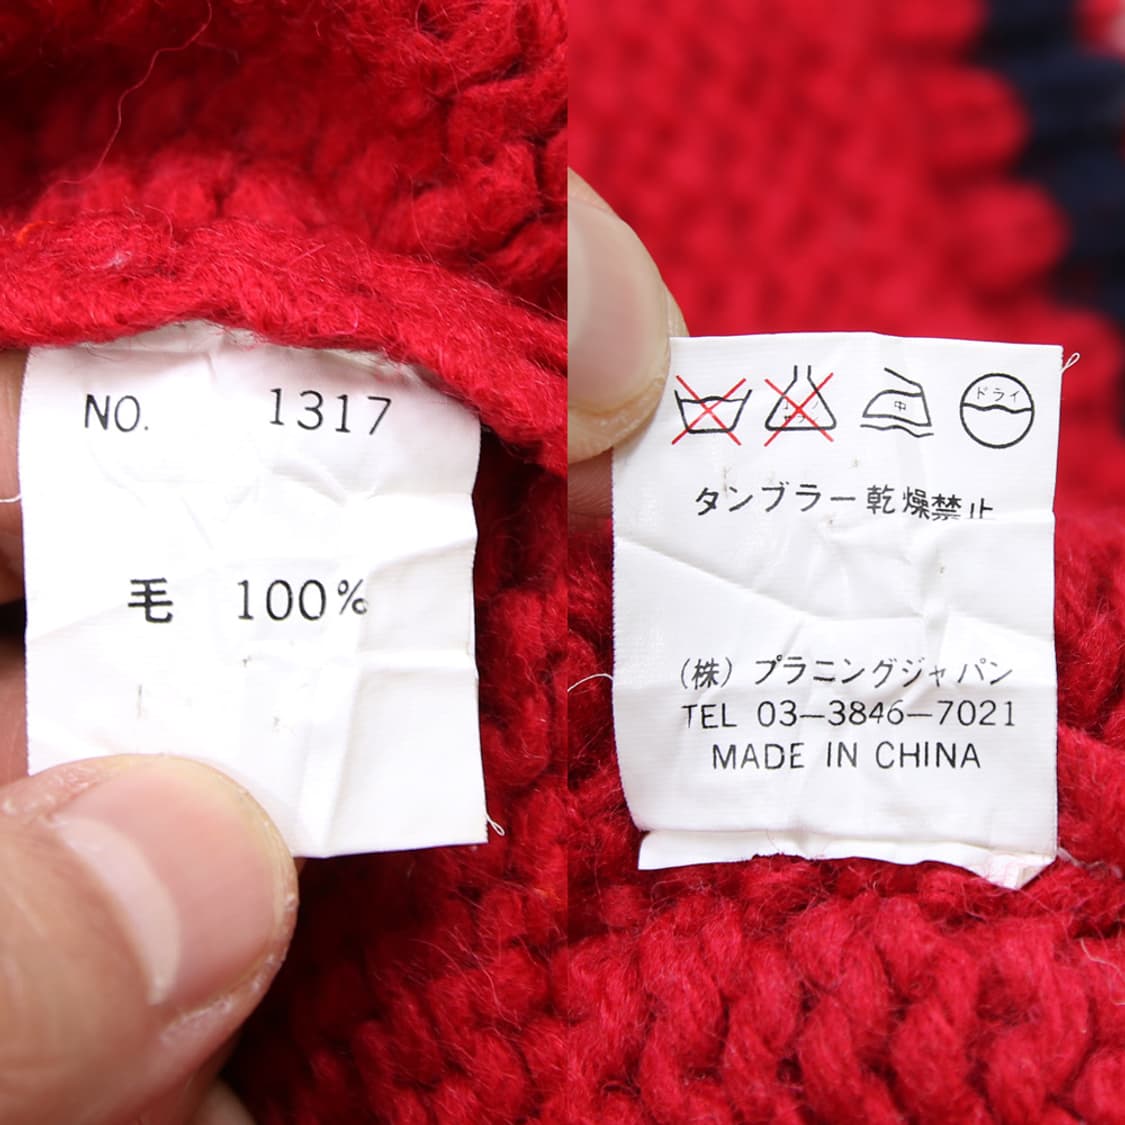 NO. 1317
毛 100%
中
ドライ
タンブラー乾燥禁止
(株) プラニングジャパン
TEL 03-3846-7021
MADE IN CHINA